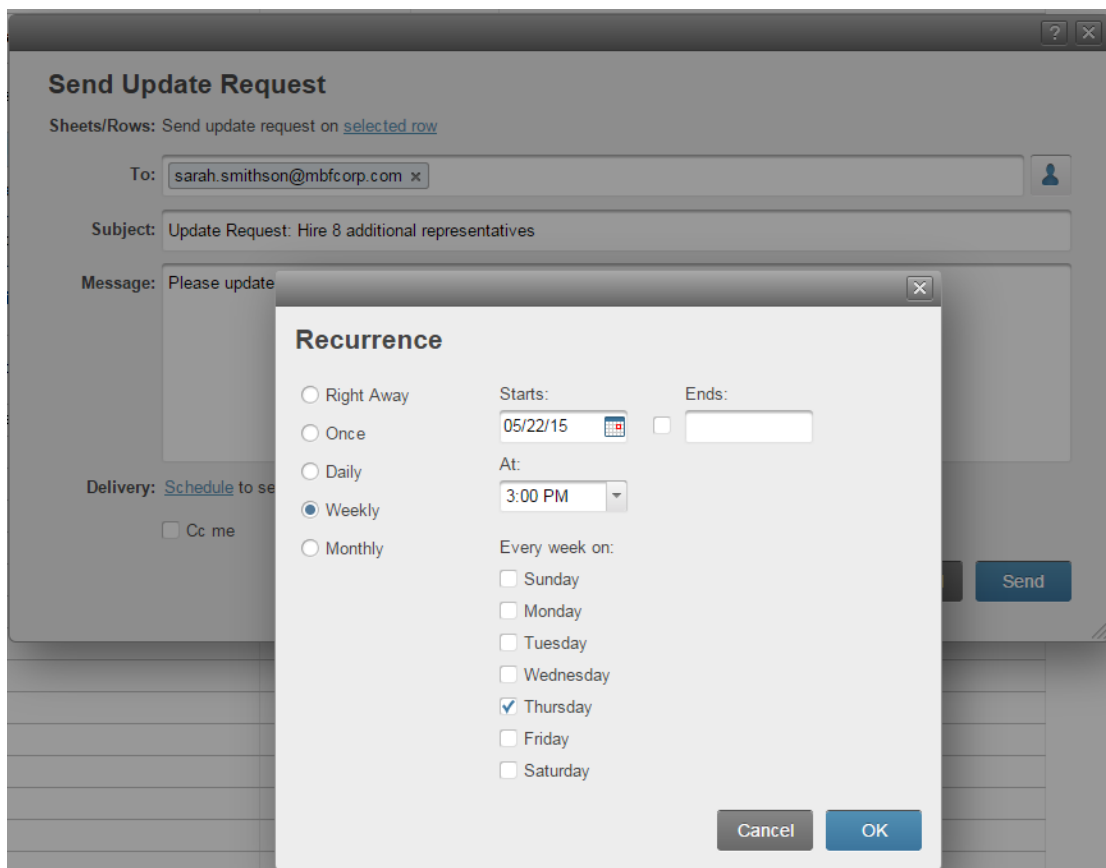 Send Update Request
Sheets/Rows: Send update request on selected row
To: sarah.smithson@mbfcorp.com
Subject: Update Request: Hire 8 additional representatives
Message: Please update
Delivery: Schedule to se
Cc me
Send
Recurrence
Right Away
Once
Daily
Weekly
Monthly
Starts:
05/22/15
Ends:
At:
3:00 PM
Every week on:
Sunday
Monday
Tuesday
Wednesday
Thursday
Friday
Saturday
Cancel
OK